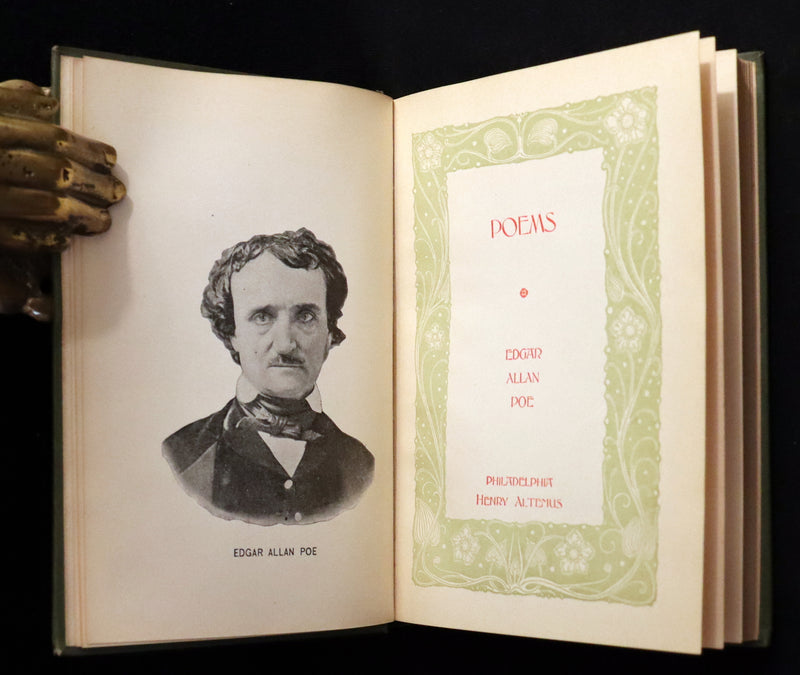 EDGAR ALLAN POE
POEMS
EDGAR
ALLAN
POE
PHILADELPHIA
HENRY ALTEMUS